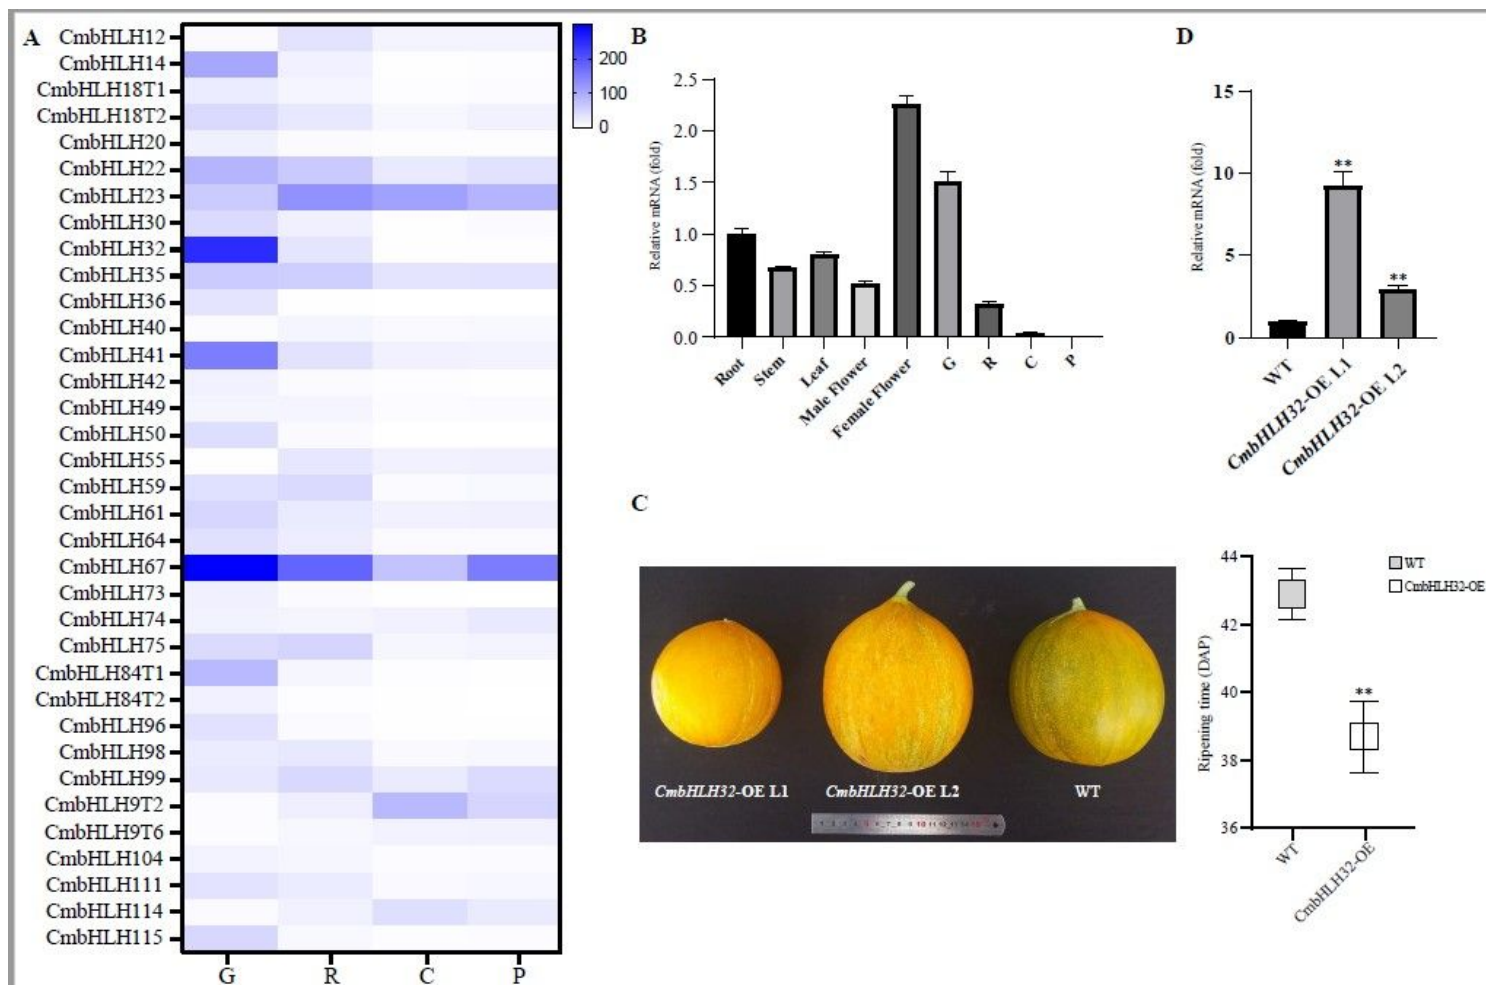 A
CmbHLH12
CmbHLH14
CmbHLH18T1
CmbHLH18T2
CmbHLH20
CmbHLH22
CmbHLH23
CmbHLH30
CmbHLH32
CmbHLH35
CmbHLH36
CmbHLH40
CmbHLH41
CmbHLH42
CmbHLH49
CmbHLH50
CmbHLH55
CmbHLH59
CmbHLH61
CmbHLH64
CmbHLH67
CmbHLH73
CmbHLH74
CmbHLH75
CmbHLH84T1
CmbHLH84T2
CmbHLH96
CmbHLH98
CmbHLH99
CmbHLH9T2
CmbHLH9T6
CmbHLH104
CmbHLH111
CmbHLH114
CmbHLH115
G R C P
200
100
0
B
Relative mRNA (fold)
2.5
2.0
1.5
1.0
0.5
0.0
Root Stem Leaf Male Flower Female Flower G R C P
D
Relative mRNA (fold)
15
10
5
0
**
**
WT CmbHLH32-OE L1 CmbHLH32-OE L2
C
CmbHLH32-OE L1 CmbHLH32-OE L2 WT
Ripening time (DAP)
44
42
40
38
36
**
WT
CmbHLH32-OE
WT CmbHLH32-OE